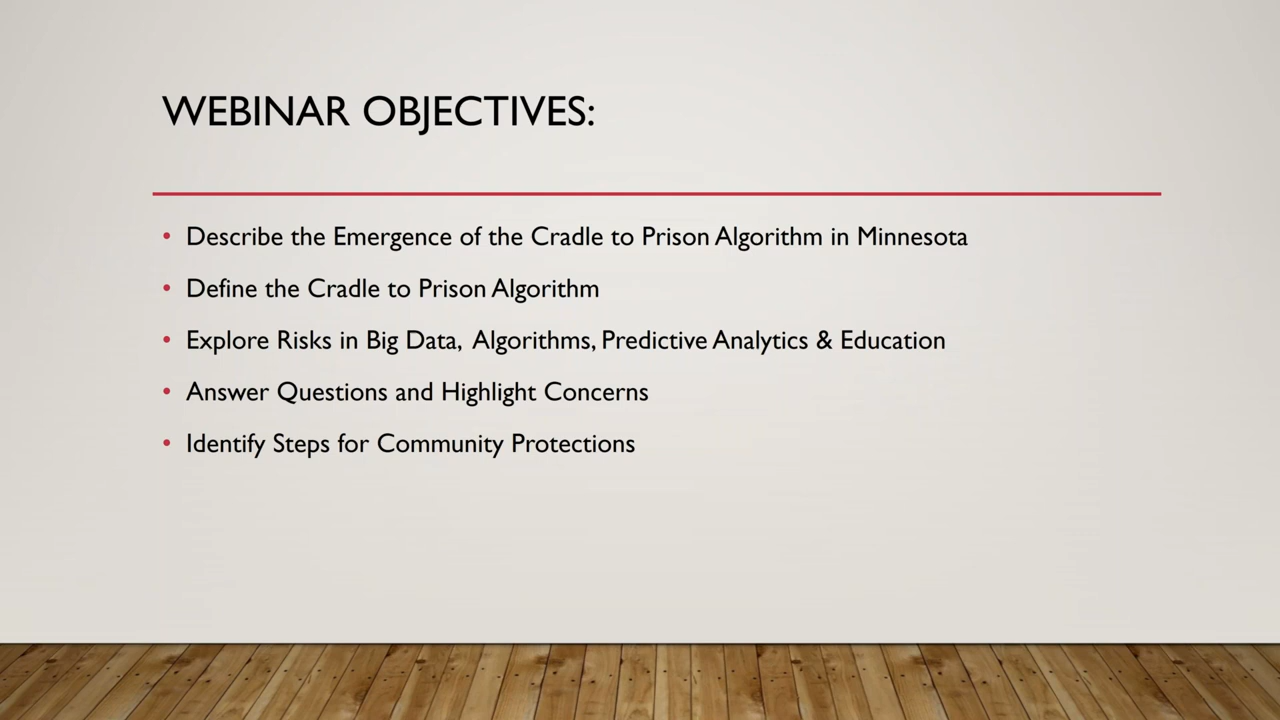 WEBINAR OBJECTIVES:
• Describe the Emergence of the Cradle to Prison Algorithm in Minnesota
• Define the Cradle to Prison Algorithm
• Explore Risks in Big Data, Algorithms, Predictive Analytics & Education
• Answer Questions and Highlight Concerns
• Identify Steps for Community Protections